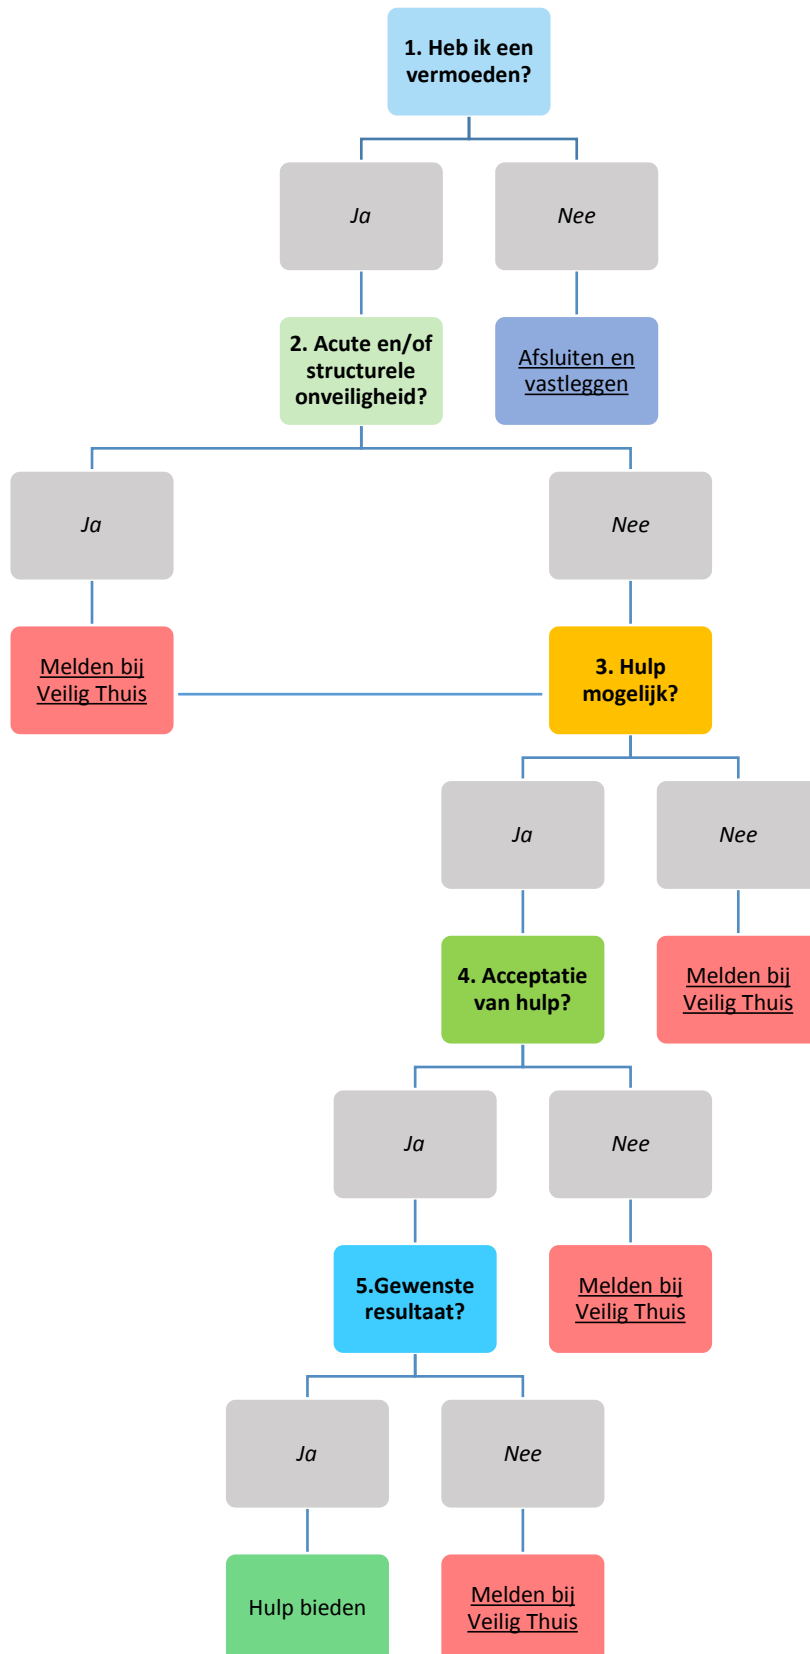 1. Heb ik een
vermoeden?
Ja
Nee
2. Acute en/of
structurele
onveiligheid?
Afsluiten en
vastleggen
Ja
Nee
Melden bij
Veilig Thuis
3. Hulp
mogelijk?
Ja
Nee
4. Acceptatie
van hulp?
Melden bij
Veilig Thuis
Ja
Nee
5.Gewenste
resultaat?
Melden bij
Veilig Thuis
Ja
Nee
Hulp bieden
Melden bij
Veilig Thuis